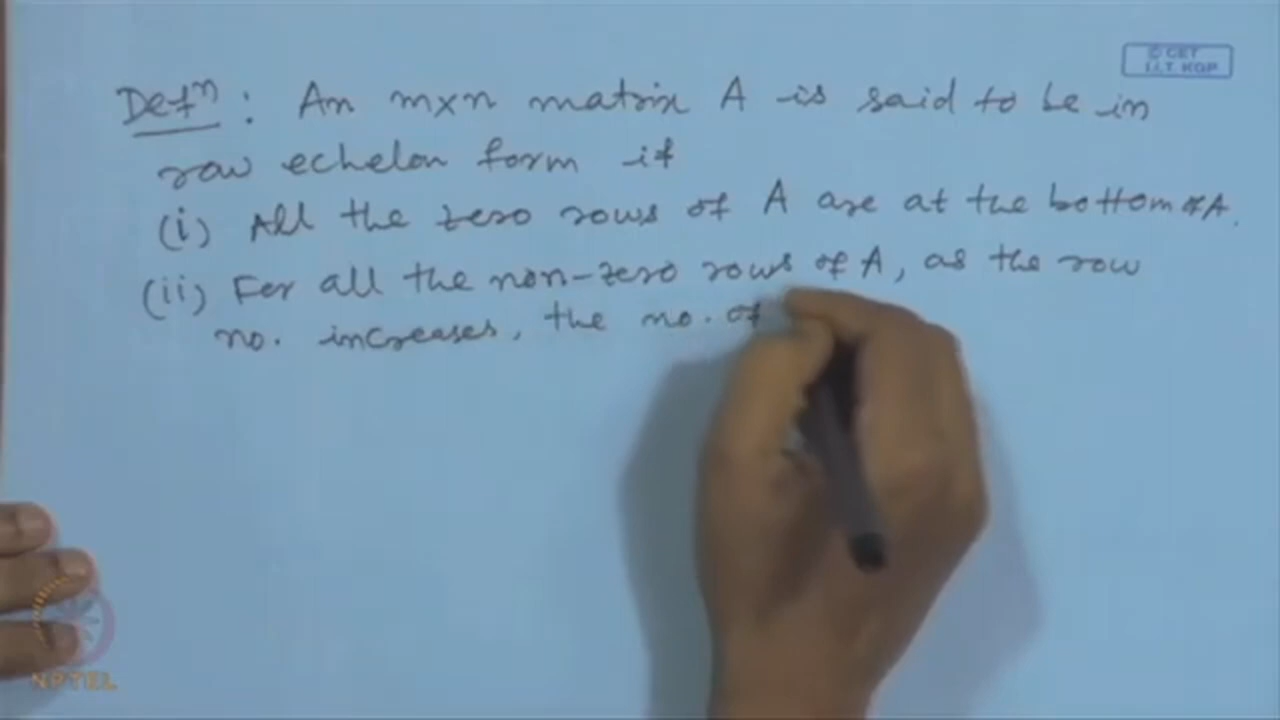 © CET
I.I.T. KGP
Defⁿ : An m×n matrix A is said to be in
row echelon form if
(i) All the zero rows of A are at the bottom of A.
(ii) For all the non-zero rows of A, as the row
no. increases, the no. of
NPTEL